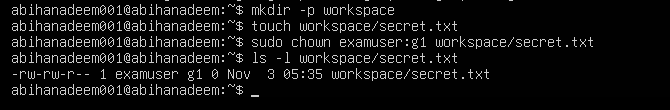 abihanadeem001@abihanadeem:~$ mkdir -p workspace
abihanadeem001@abihanadeem:~$ touch workspace/secret.txt
abihanadeem001@abihanadeem:~$ sudo chown examuser:g1 workspace/secret.txt
abihanadeem001@abihanadeem:~$ ls -l workspace/secret.txt
-rw-rw-r-- 1 examuser g1 0 Nov  3 05:35 workspace/secret.txt
abihanadeem001@abihanadeem:~$ _